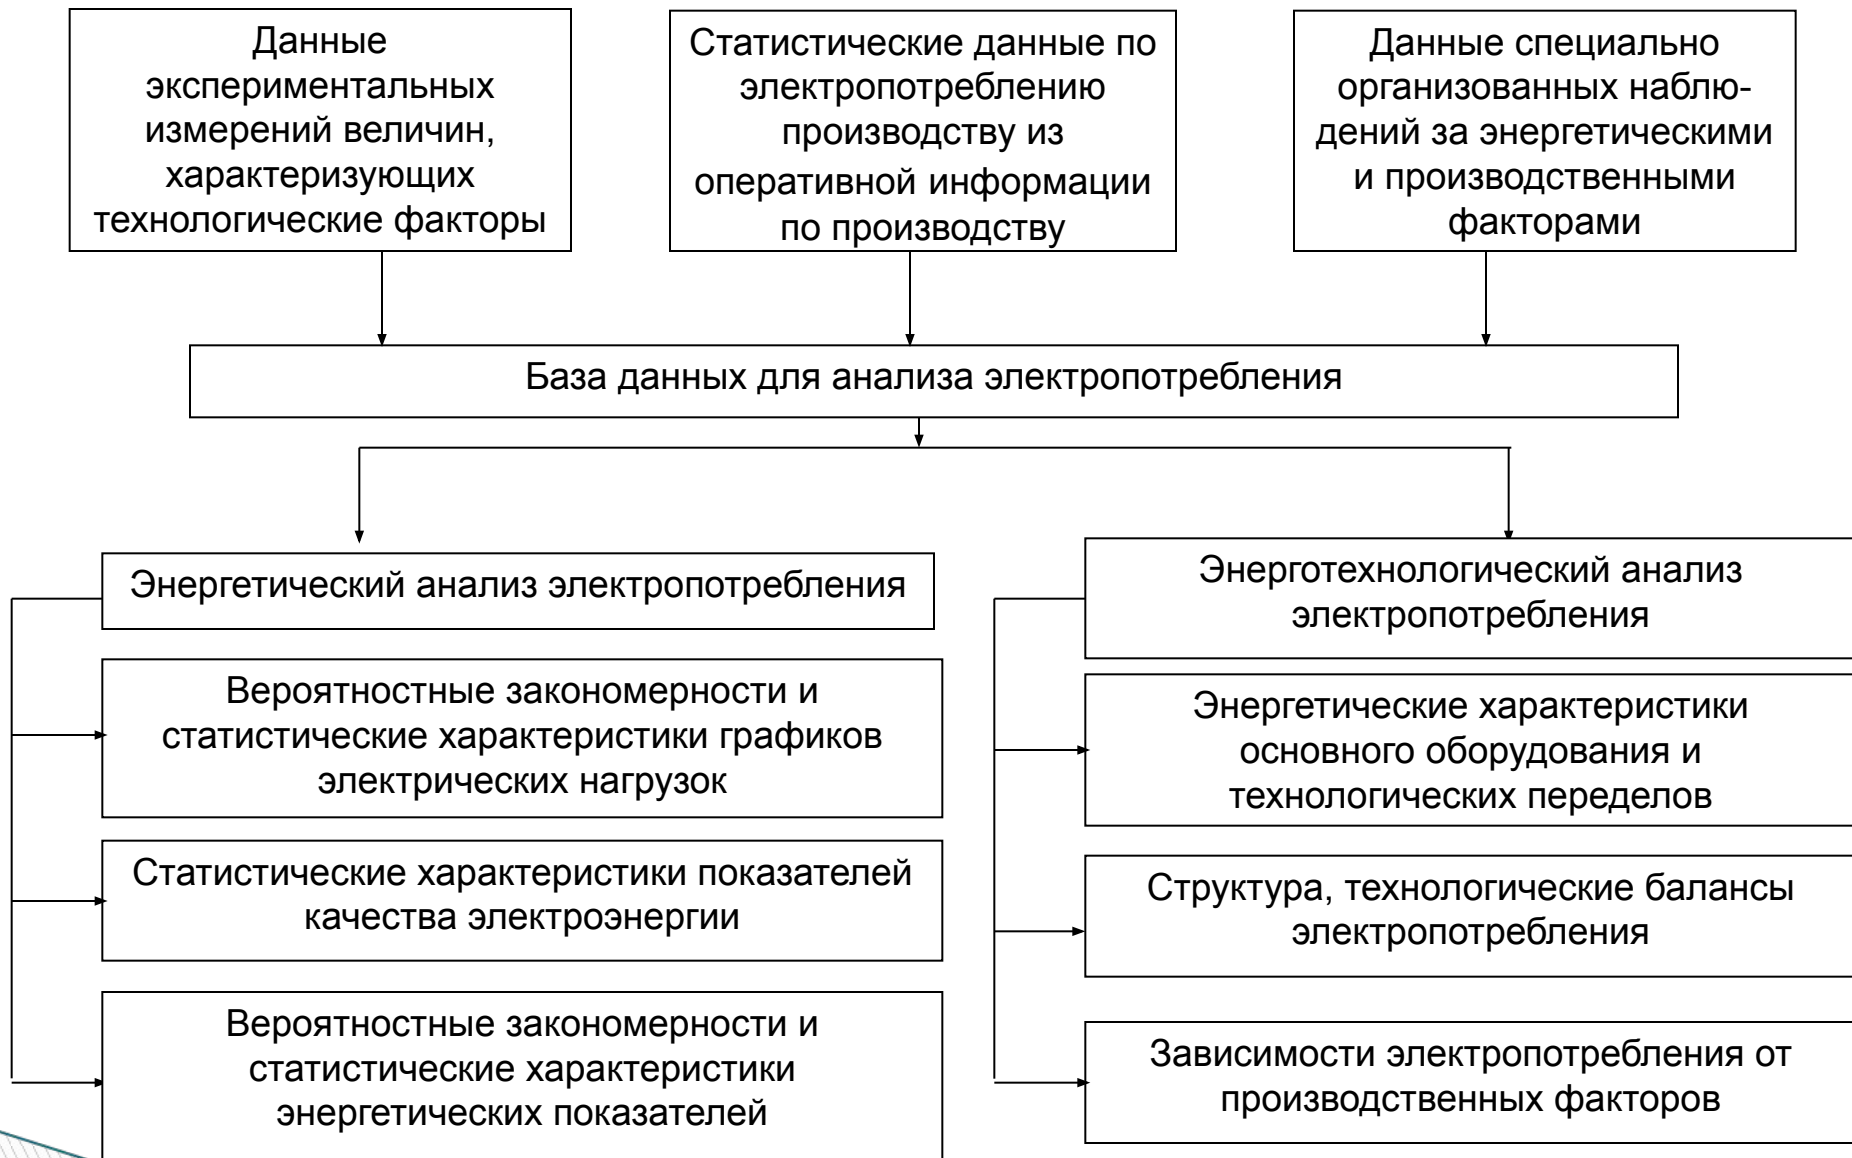 Данные
экспериментальных
измерений величин,
характеризующих
технологические факторы
Статистические данные по
электропотреблению
производству из
оперативной информации
по производству
Данные специально
организованных наблю-
дений за энергетическими
и производственными
факторами
База данных для анализа электропотребления
Энергетический анализ электропотребления
Вероятностные закономерности и
статистические характеристики графиков
электрических нагрузок
Статистические характеристики показателей
качества электроэнергии
Вероятностные закономерности и
статистические характеристики
энергетических показателей
Энерготехнологический анализ
электропотребления
Энергетические характеристики
основного оборудования и
технологических переделов
Структура, технологические балансы
электропотребления
Зависимости электропотребления от
производственных факторов